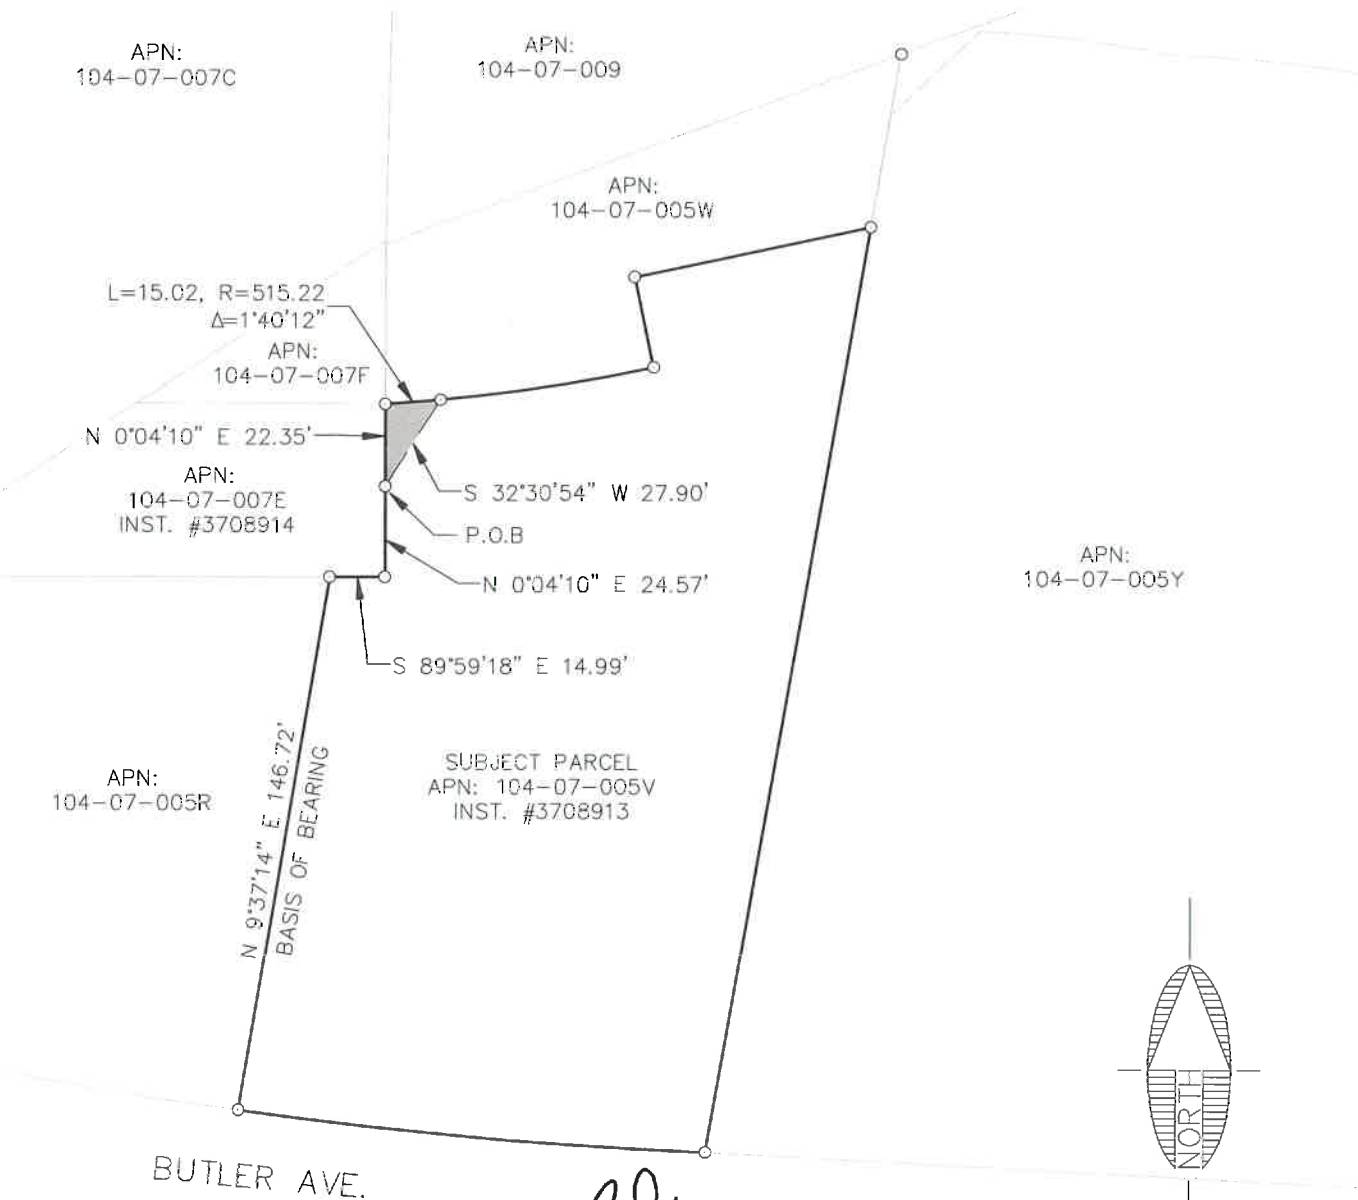 APN:
104-07-007C
APN:
104-07-009
APN:
104-07-005W
L=15.02, R=515.22
Δ=1°40'12"
APN:
104-07-007F
N 0°04'10" E 22.35'
APN:
104-07-007E
INST. #3708914
S 32°30'54" W 27.90'
P.O.B
N 0°04'10" E 24.57'
APN:
104-07-005Y
S 89°59'18" E 14.99'
N 9°37'14" E 146.72'
BASIS OF BEARING
SUBJECT PARCEL
APN: 104-07-005V
INST. #3708913
APN:
104-07-005R
NORTH
BUTLER AVE.